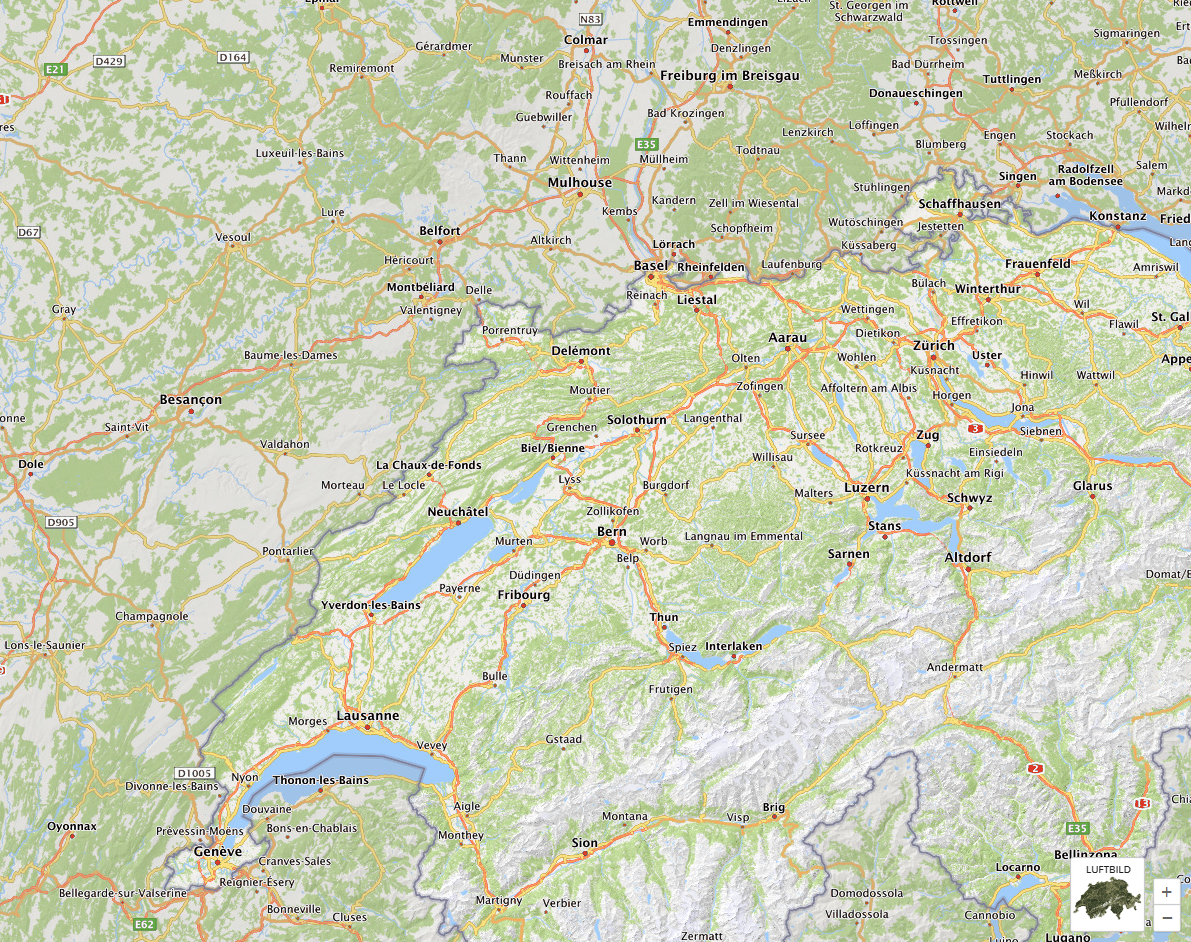 N83
Emmendingen
St. Georgen im
Schwarzwald
Rottweil
Sigmaringen
Colmar
Gérardmer
Munster
Breisach am Rhein
Denzlingen
Trossingen
D429
D164
E21
Remiremont
Freiburg im Breisgau
Bad Dürrheim
Tuttlingen
Meßkirch
Rouffach
Donaueschingen
Pfullendorf
Guebwiller
Bad Krozingen
Lenzkirch
Löffingen
Engen
Stockach
E35
Blumberg
Luxeuil-les-Bains
Thann
Wittenheim
Müllheim
Todtnau
Salem
Radolfzell
am Bodensee
Singen
Mulhouse
Stühlingen
Kandern
Zell im Wiesental
Schaffhausen
Lure
Kembs
Wutöschingen
Jestetten
Konstanz
D67
Belfort
Schopfheim
Vesoul
Altkirch
Lörrach
Küssaberg
Héricourt
Basel
Rheinfelden
Laufenburg
Frauenfeld
Amriswil
Montbéliard
Delle
Reinach
Liestal
Bülach
Winterthur
Gray
Valentigney
Wettingen
Wil
Effretikon
Flawil
Porrentruy
Aarau
Dietikon
Zürich
Baume-les-Dames
Delémont
Olten
Wohlen
Uster
Kusnacht
Hinwil
Wattwil
Moutier
Zofingen
Affoltern am Albis
Horgen
Besançon
Jona
Saint-Vit
Grenchen
Solothurn
Langenthal
3
Siebnen
Valdahon
Biel/Bienne
Sursee
Zug
Rotkreuz
Einsiedeln
Dole
La Chaux-de-Fonds
Willisau
Küssnacht am Rigi
Morteau
Le Locle
Lyss
Burgdorf
Malters
Luzern
Schwyz
Glarus
Neuchâtel
Zollikofen
D905
Stans
Bern
Murten
Worb
Langnau im Emmental
Pontarlier
Belp
Sarnen
Altdorf
Düdingen
Payerne
Fribourg
Yverdon-les-Bains
Champagnole
Thun
Lons-le-Saunier
Spiez
Interlaken
Andermatt
Bulle
Frutigen
Morges
Lausanne
Gstaad
Vevey
D1005
Nyon
Thonon-les-Bains
2
Divonne-les-Bains
Aigle
Brig
13
Douvaine
Montana
Visp
Oyonnax
Prévessin-Moëns
Bons-en-Chablais
Monthey
E35
Genève
Sion
Bellinzona
Cranves-Sales
Locarno
LUFTBILD
Reignier-Ésery
Bellegarde-sur-Valserine
Martigny
Verbier
Domodossola
+
Bonneville
Cluses
Villadossola
Cannobio
−
E62
Zermatt
Lugano